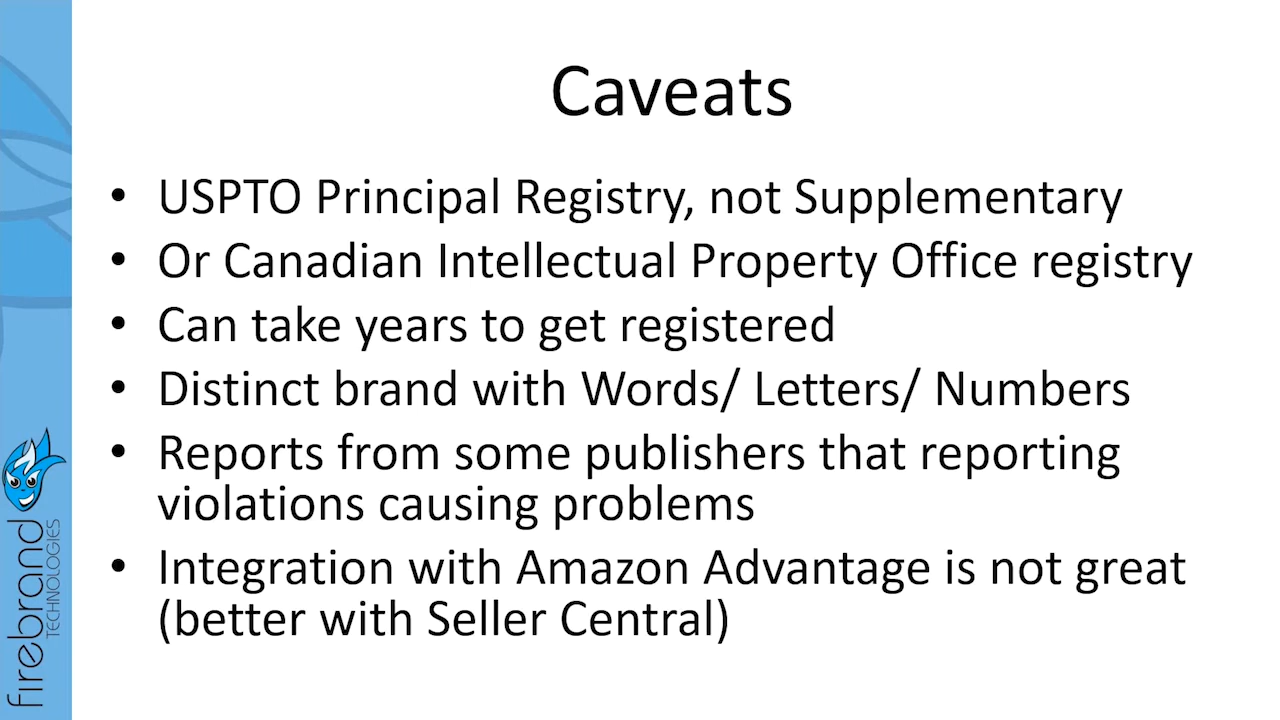 Caveats
• USPTO Principal Registry, not Supplementary
• Or Canadian Intellectual Property Office registry
• Can take years to get registered
• Distinct brand with Words/ Letters/ Numbers
• Reports from some publishers that reporting
violations causing problems
• Integration with Amazon Advantage is not great
(better with Seller Central)
firebrand
TECHNOLOGIES